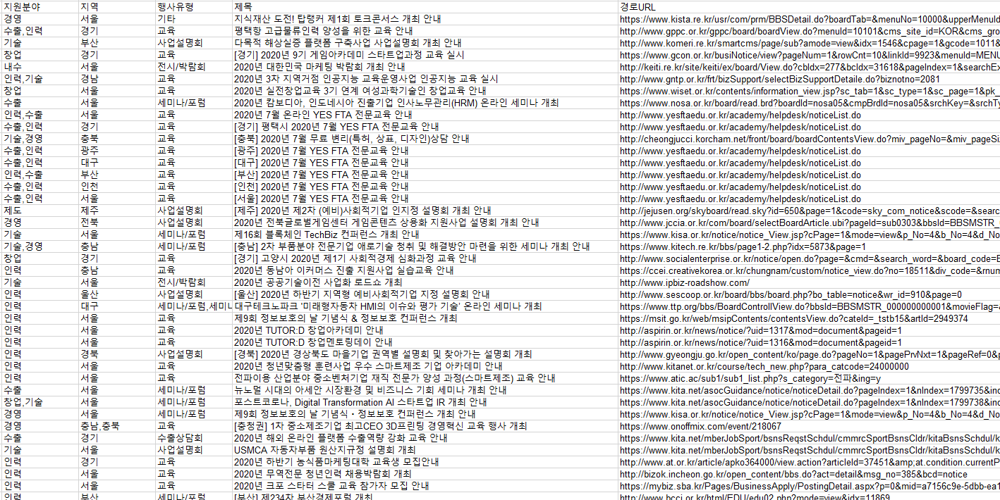 지원분야 지역 행사유형 제목 경로URL
경영 서울 기타 지식재산 도전! 탑랭커 제1회 토크콘서스 개최 안내 https://www.kista.re.kr/usr/com/prm/BBSDetail.do?boardTab=&menuNo=10000&upperMenuId
수출,인력 경기 교육 평택항 고급물류인력 양성을 위한 교육 안내 http://www.gppc.or.kr/gppc/board/boardView.do?menuId=10101&cms_site_id=KOR&cms_gro
기술 부산 사업설명회 다목적 해상실증 플랫폼 구축사업 사업설명회 개최 안내 http://www.komeri.re.kr/smartcms/page/sub?amode=view&idx=1546&cpage=1&gcode=1011&
창업 경기 교육 [경기] 2020년 9기 게임아카데미 스타트업과정 교육 실시 https://www.gcon.or.kr/busiNotice/view?pageNum=1&rowCnt=10&linkId=9923&menuId=MENU
내수 서울 전시/박람회 2020년 대한민국 마케팅 박람회 개최 안내 http://keiti.re.kr/site/keiti/ex/board/View.do?cbIdx=277&bcIdx=31618&pageIndex=1&searchEx
인력,기술 경남 교육 2020년 3차 지역거점 인공지능 교육운영사업 인공지능 교육 실시 http://www.gntp.or.kr/frt/bizSupport/selectBizSupportDetaile.do?biznotno=2081
창업 서울 교육 2020년 실전창업교육 3기 연계 여성과학기술인 창업교육 안내 https://www.wiset.or.kr/contents/information_view.jsp?sc_tab=1&sc_type=1&sc_page=1&pk_
수출 서울 세미나/포럼 2020년 캄보디아, 인도네시아 진출기업 인사노무관리(HRM) 온라인 세미나 개최 http://www.nosa.or.kr/board/read.brd?boardId=nosa05&cmpBrdId=nosa05&srchKey=&srchTy
인력,수출 서울 교육 2020년 7월 온라인 YES FTA 전문교육 안내 http://www.yesftaedu.or.kr/academy/helpdesk/noticeList.do
수출,인력 경기 교육 [경기] 평택시 2020년 7월 YES FTA 전문교육 안내 http://www.yesftaedu.or.kr/academy/helpdesk/noticeList.do
기술,경영 충북 교육 [충북] 2020년 7월 무료 변리(특허, 상표, 디자인)상담 안내 http://cheongjucci.korcham.net/front/board/boardContentsView.do?miv_pageNo=&miv_pageSi
수출,인력 광주 교육 [광주] 2020년 7월 YES FTA 전문교육 안내 http://www.yesftaedu.or.kr/academy/helpdesk/noticeList.do
수출,인력 대구 교육 [대구] 2020년 7월 YES FTA 전문교육 안내 http://www.yesftaedu.or.kr/academy/helpdesk/noticeList.do
인력,수출 부산 교육 [부산] 2020년 7월 YES FTA 전문교육 안내 http://www.yesftaedu.or.kr/academy/helpdesk/noticeList.do
수출,인력 인천 교육 [인천] 2020년 7월 YES FTA 전문교육 안내 http://www.yesftaedu.or.kr/academy/helpdesk/noticeList.do
수출,인력 서울 교육 [서울] 2020년 7월 YES FTA 전문교육 안내 http://www.yesftaedu.or.kr/academy/helpdesk/noticeList.do
제도 제주 사업설명회 [제주] 2020년 제2차 (예비)사회적기업 인지정 설명회 개최 안내 http://jejusen.org/skyboard/read.sky?id=650&page=1&code=sky_com_notice&scode=&searc
경영 전북 사업설명회 2020년 전북글로벌게임센터 게임콘텐츠 상용화 지원사업 설명회 개최 안내 http://www.jccia.or.kr/com/board/selectBoardArticle.ubi?pageId=sub0303&bbsId=BBSMSTR_
기술 서울 세미나/포럼 제16회 블록체인 TechBiz 컨퍼런스 개최 안내 https://www.kisa.or.kr/notice/notice_View.jsp?cPage=1&mode=view&p_No=4&b_No=4&d_No
기술,경영 충남 세미나/포럼 [충남] 2차 부품분야 전문기업 애로기술 청취 및 해결방안 마련을 위한 세미나 개최 안내 https://www.kitech.re.kr/bbs/page1-2.php?idx=5873&page=1
창업 경기 교육 [경기] 고양시 2020년 제1기 사회적경제 심화과정 교육 안내 http://www.socialenterprise.or.kr/notice/open.do?page=&cmd=&search_word=&board_code=B
인력 충남 교육 2020년 동남아 이커머스 진출 지원사업 실습교육 안내 https://ccei.creativekorea.or.kr/chungnam/custom/notice_view.do?no=18511&div_code=&rnum
기술 서울 전시/박람회 2020년 공공기술이전 사업화 로드쇼 개최 http://www.ipbiz-roadshow.com/
인력 울산 사업설명회 [울산] 2020년 하반기 지역형 예비사회적기업 지정 설명회 안내 http://www.sescoop.or.kr/board/bbs/board.php?bo_table=notice&wr_id=910&page=0
인력 대구 세미나/포럼,세미나 대구테크노파크 '미래형자동차 HMI의 이슈와 평가 기술' 온라인 세미나 개최 https://www.ttp.org/bbs/BoardControllView.do?bbsId=BBSMSTR_000000000001&movieFlag=
인력 서울 교육 제9회 정보보호의 날 기념식 & 정보보호 컨퍼런스 개최 https://msit.go.kr/web/msipContents/contentsView.do?cateId=_tstb15&artId=2949374
인력 서울 교육 2020년 TUTOR:D 창업아카데미 안내 http://aspirin.or.kr/news/notice/?uid=1317&mod=document&pageid=1
인력 서울 교육 2020년 TUTOR:D 창업멘토링데이 안내 http://aspirin.or.kr/news/notice/?uid=1316&mod=document&pageid=1
인력 경북 사업설명회 [경북] 2020년 경상북도 마을기업 권역별 설명회 및 찾아가는 설명회 개최 http://www.gyeongju.go.kr/open_content/ko/page.do?pageNo=1&pagePrvNxt=1&pageRef=0&p
인력 서울 교육 2020년 청년맞춤형 훈련사업 우수 스마트제조 기업 아카데미 안내 http://www.kitanet.or.kr/course/tech_new.php?para_catcode=24000000
인력 서울 교육 전파이용 산업분야 중소벤처기업 재직 전문가 양성 과정(스마트제조) 교육 안내 https://www.atic.ac/sub1/sub1_list.php?s_category=전파&ing=y
수출 서울 세미나/포럼 뉴노멀 시대의 아세안 시장환경 및 비즈니스 기회 세미나 개최 안내 https://www.kita.net/asocGuidance/notice/noticeDetail.do?pageIndex=1&nIndex=1799735&inc
창업,기술 서울 세미나/포럼 포스트코로나, Digital Transformation AI 스타트업 IR 개최 안내 https://www.kita.net/asocGuidance/notice/noticeDetail.do?pageIndex=1&nIndex=1799738&inc
경영 서울 세미나/포럼 제9회 정보보호의 날 기념식・정보보호 컨퍼런스 개최 안내 https://www.kisa.or.kr/notice/notice_View.jsp?cPage=1&mode=view&p_No=4&b_No=4&d_No
경영 충남,충북 교육 [충청권] 1차 중소제조기업 최고CEO 3D프린팅 경영혁신 교육 행사 개최 https://www.onoffmix.com/event/218067
수출 경기 수출상담회 2020년 해외 온라인 플랫폼 수출역량 강화 교육 안내 https://www.kita.net/mberJobSport/bsnsReqstSchdul/cmmrcSportBsnsCldr/kitaBsnsSchdul/k
기술 서울 사업설명회 USMCA 자동차부품 원산지규정 설명회 개최 https://www.kita.net/mberJobSport/bsnsReqstSchdul/cmmrcSportBsnsCldr/kitaBsnsSchdul/k
인력 경기 교육 2020년 하반기 농식품마케팅대학 교육생 모집안내 http://www.at.or.kr/article/apko364000/view.action?articleId=37451&amp;at.condition.currentP
인력 서울 교육 2020년 무역전문 청년인력 채용박람회 개최 http://bizok.incheon.go.kr/open_content/bbs.do?act=detail&msg_no=385&bcd=notice
인력 서울 교육 2020년 크포 스타터 스쿨 교육 참가자 모집 안내 https://mybiz.sba.kr/Pages/BusinessApply/PostingDetail.aspx?p=0&mid=a7156c9e-5dbb-ea1
인력 부산 세미나/포럼 [부산] 제234차 부산경제포럼 개최 http://www.bcci.or.kr/html/EDU/edu02.php?mode=view&idx=11869